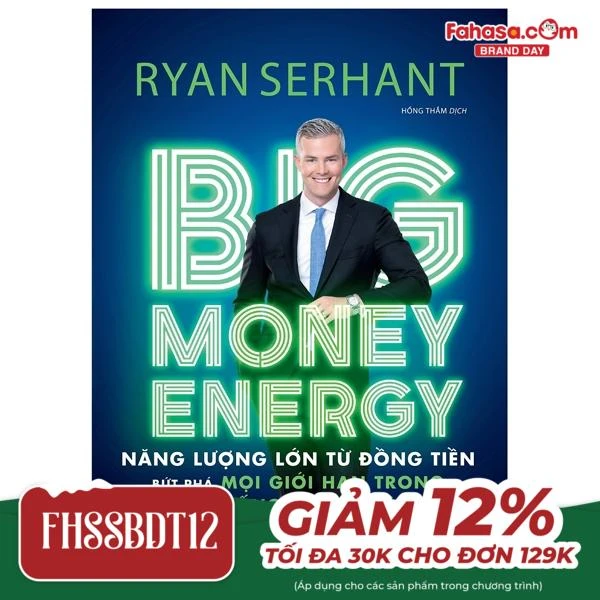 Fahasa.com
BRAND DAY
RYAN SERHANT
HỒNG THẮM DỊCH
BIG
MONEY
ENERGY
NĂNG LƯỢNG LỚN TỪ ĐỒNG TIỀN
BỨT PHÁ MỌI GIỚI HẠN TRONG
FHSSBDT12
GIẢM 12%
TỐI ĐA 30K CHO ĐƠN 129K
(Áp dụng cho các sản phẩm trong chương trình)